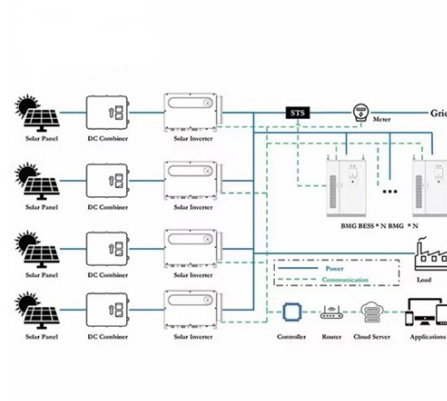 STS
Meter
Grid
Solar Panel
DC Combiner
Solar Inverter
Solar Panel
DC Combiner
Solar Inverter
BMG BESS * N BMG * N
Solar Panel
DC Combiner
Solar Inverter
Power
Communication
Load
Solar Panel
DC Combiner
Solar Inverter
Controller
Router
Cloud Server
Applications